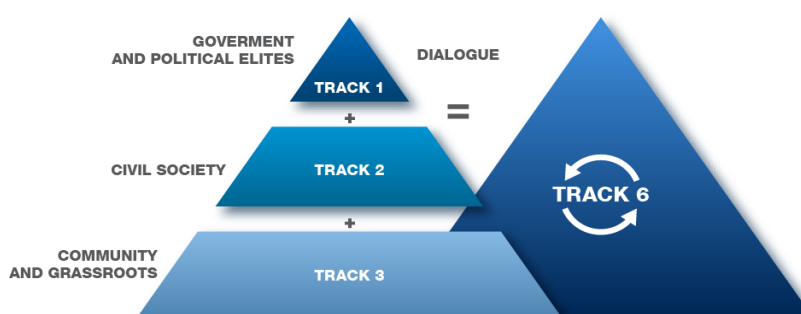 GOVERMENT
AND POLITICAL ELITES
DIALOGUE
TRACK 1
+
=
CIVIL SOCIETY
TRACK 2
TRACK 6
+
COMMUNITY
AND GRASSROOTS
TRACK 3